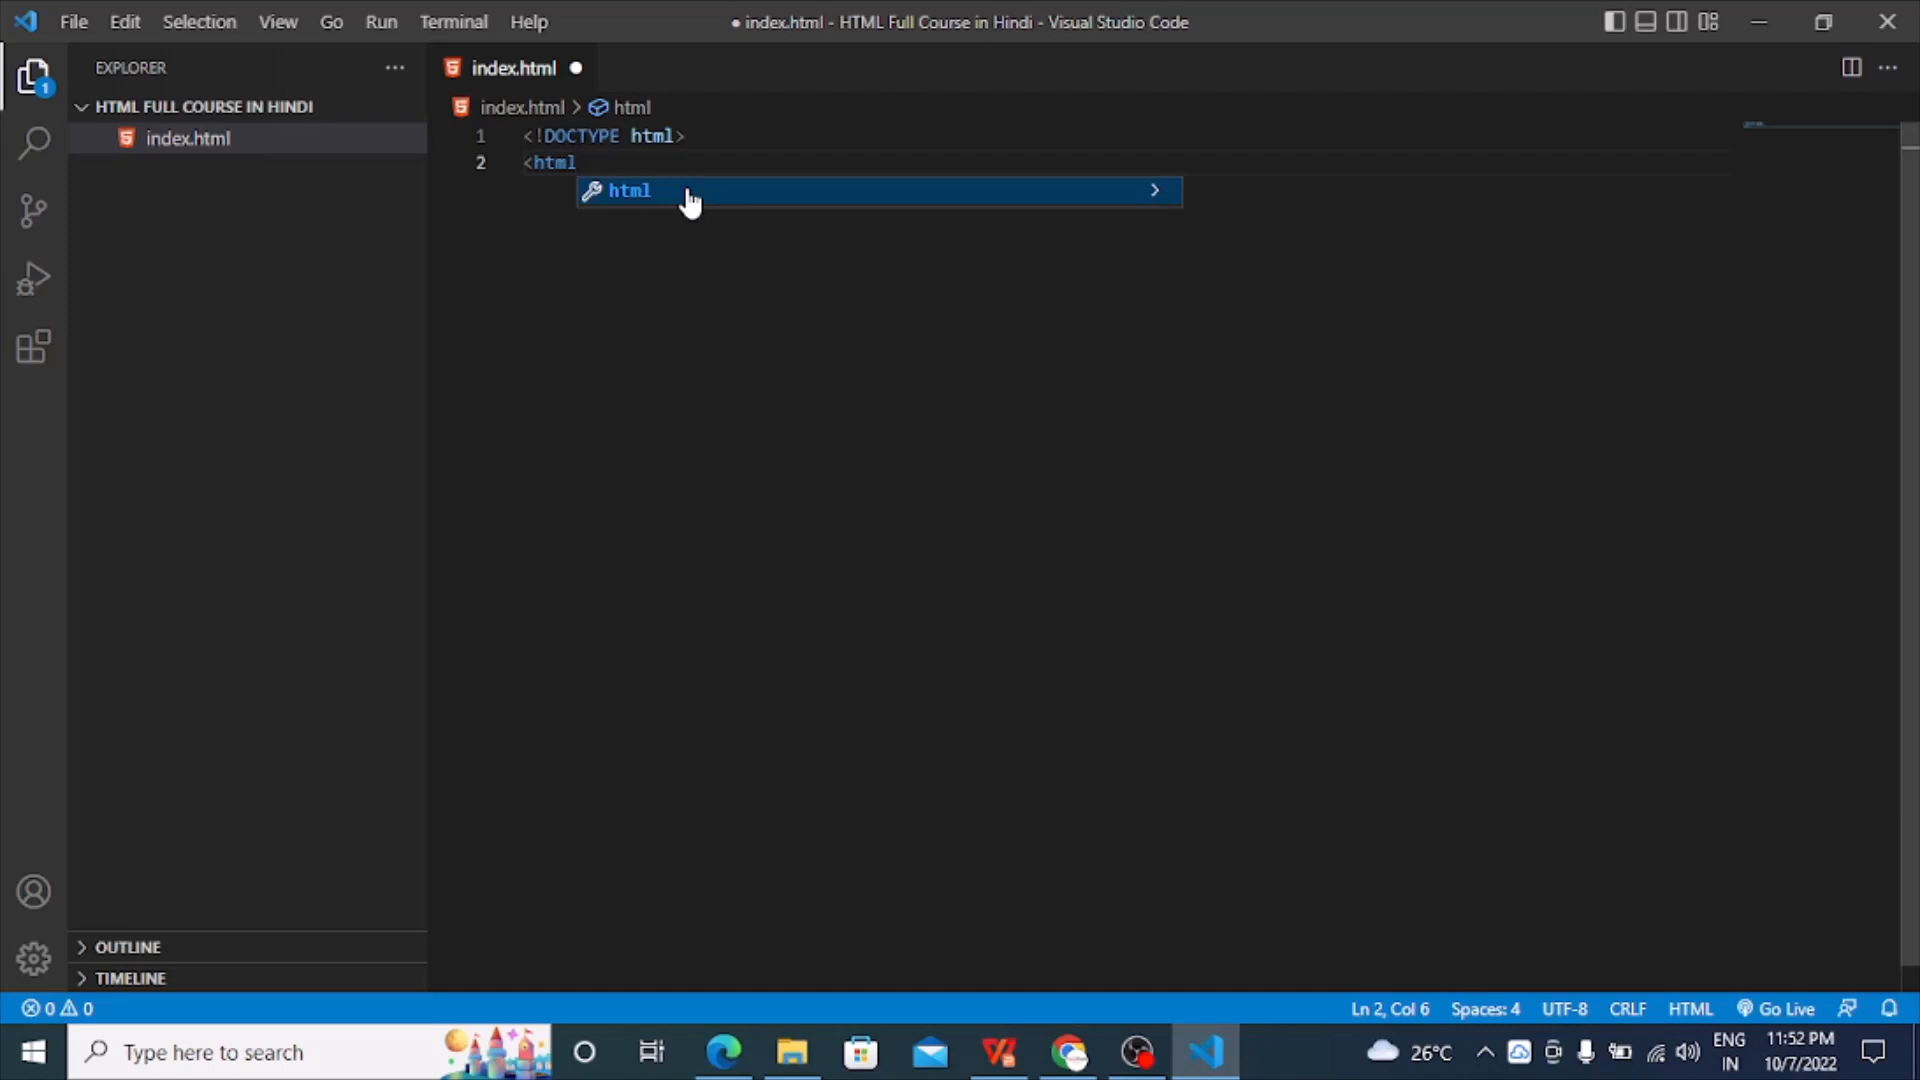 File Edit Selection View Go Run Terminal Help
● index.html - HTML Full Course in Hindi - Visual Studio Code
EXPLORER
1
HTML FULL COURSE IN HINDI
index.html
index.html
index.html > html
1 <!DOCTYPE html>
2 <html
html
OUTLINE
TIMELINE
0 0
Ln 2, Col 6 Spaces: 4 UTF-8 CRLF HTML Go Live
Type here to search
26°C
ENG
IN
11:52 PM
10/7/2022